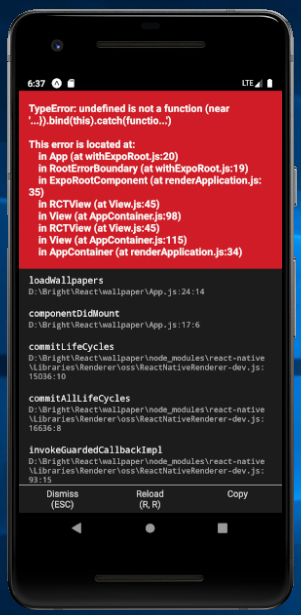 6:37
LTE
TypeError: undefined is not a function (near
'...}).bind(this).catch(functio...')
This error is located at:
in App (at withExpoRoot.js:20)
in RootErrorBoundary (at withExpoRoot.js:19)
in ExpoRootComponent (at renderApplication.js:
35)
in RCTView (at View.js:45)
in View (at AppContainer.js:98)
in RCTView (at View.js:45)
in View (at AppContainer.js:115)
in AppContainer (at renderApplication.js:34)
loadWallpapers
D:\Bright\React\wallpaper\App.js:24:14
componentDidMount
D:\Bright\React\wallpaper\App.js:17:6
commitLifeCycles
D:\Bright\React\wallpaper\node_modules\react-native
\Libraries\Renderer\oss\ReactNativeRenderer-dev.js:
15036:10
commitAllLifeCycles
D:\Bright\React\wallpaper\node_modules\react-native
\Libraries\Renderer\oss\ReactNativeRenderer-dev.js:
16636:8
invokeGuardedCallbackImpl
D:\Bright\React\wallpaper\node_modules\react-native
\Libraries\Renderer\oss\ReactNativeRenderer-dev.js:
93:15
Dismiss
(ESC)
Reload
(R, R)
Copy